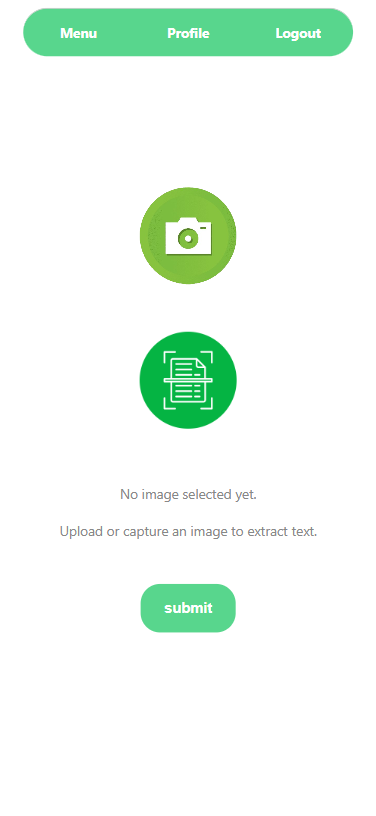 Menu Profile Logout
No image selected yet.
Upload or capture an image to extract text.
submit